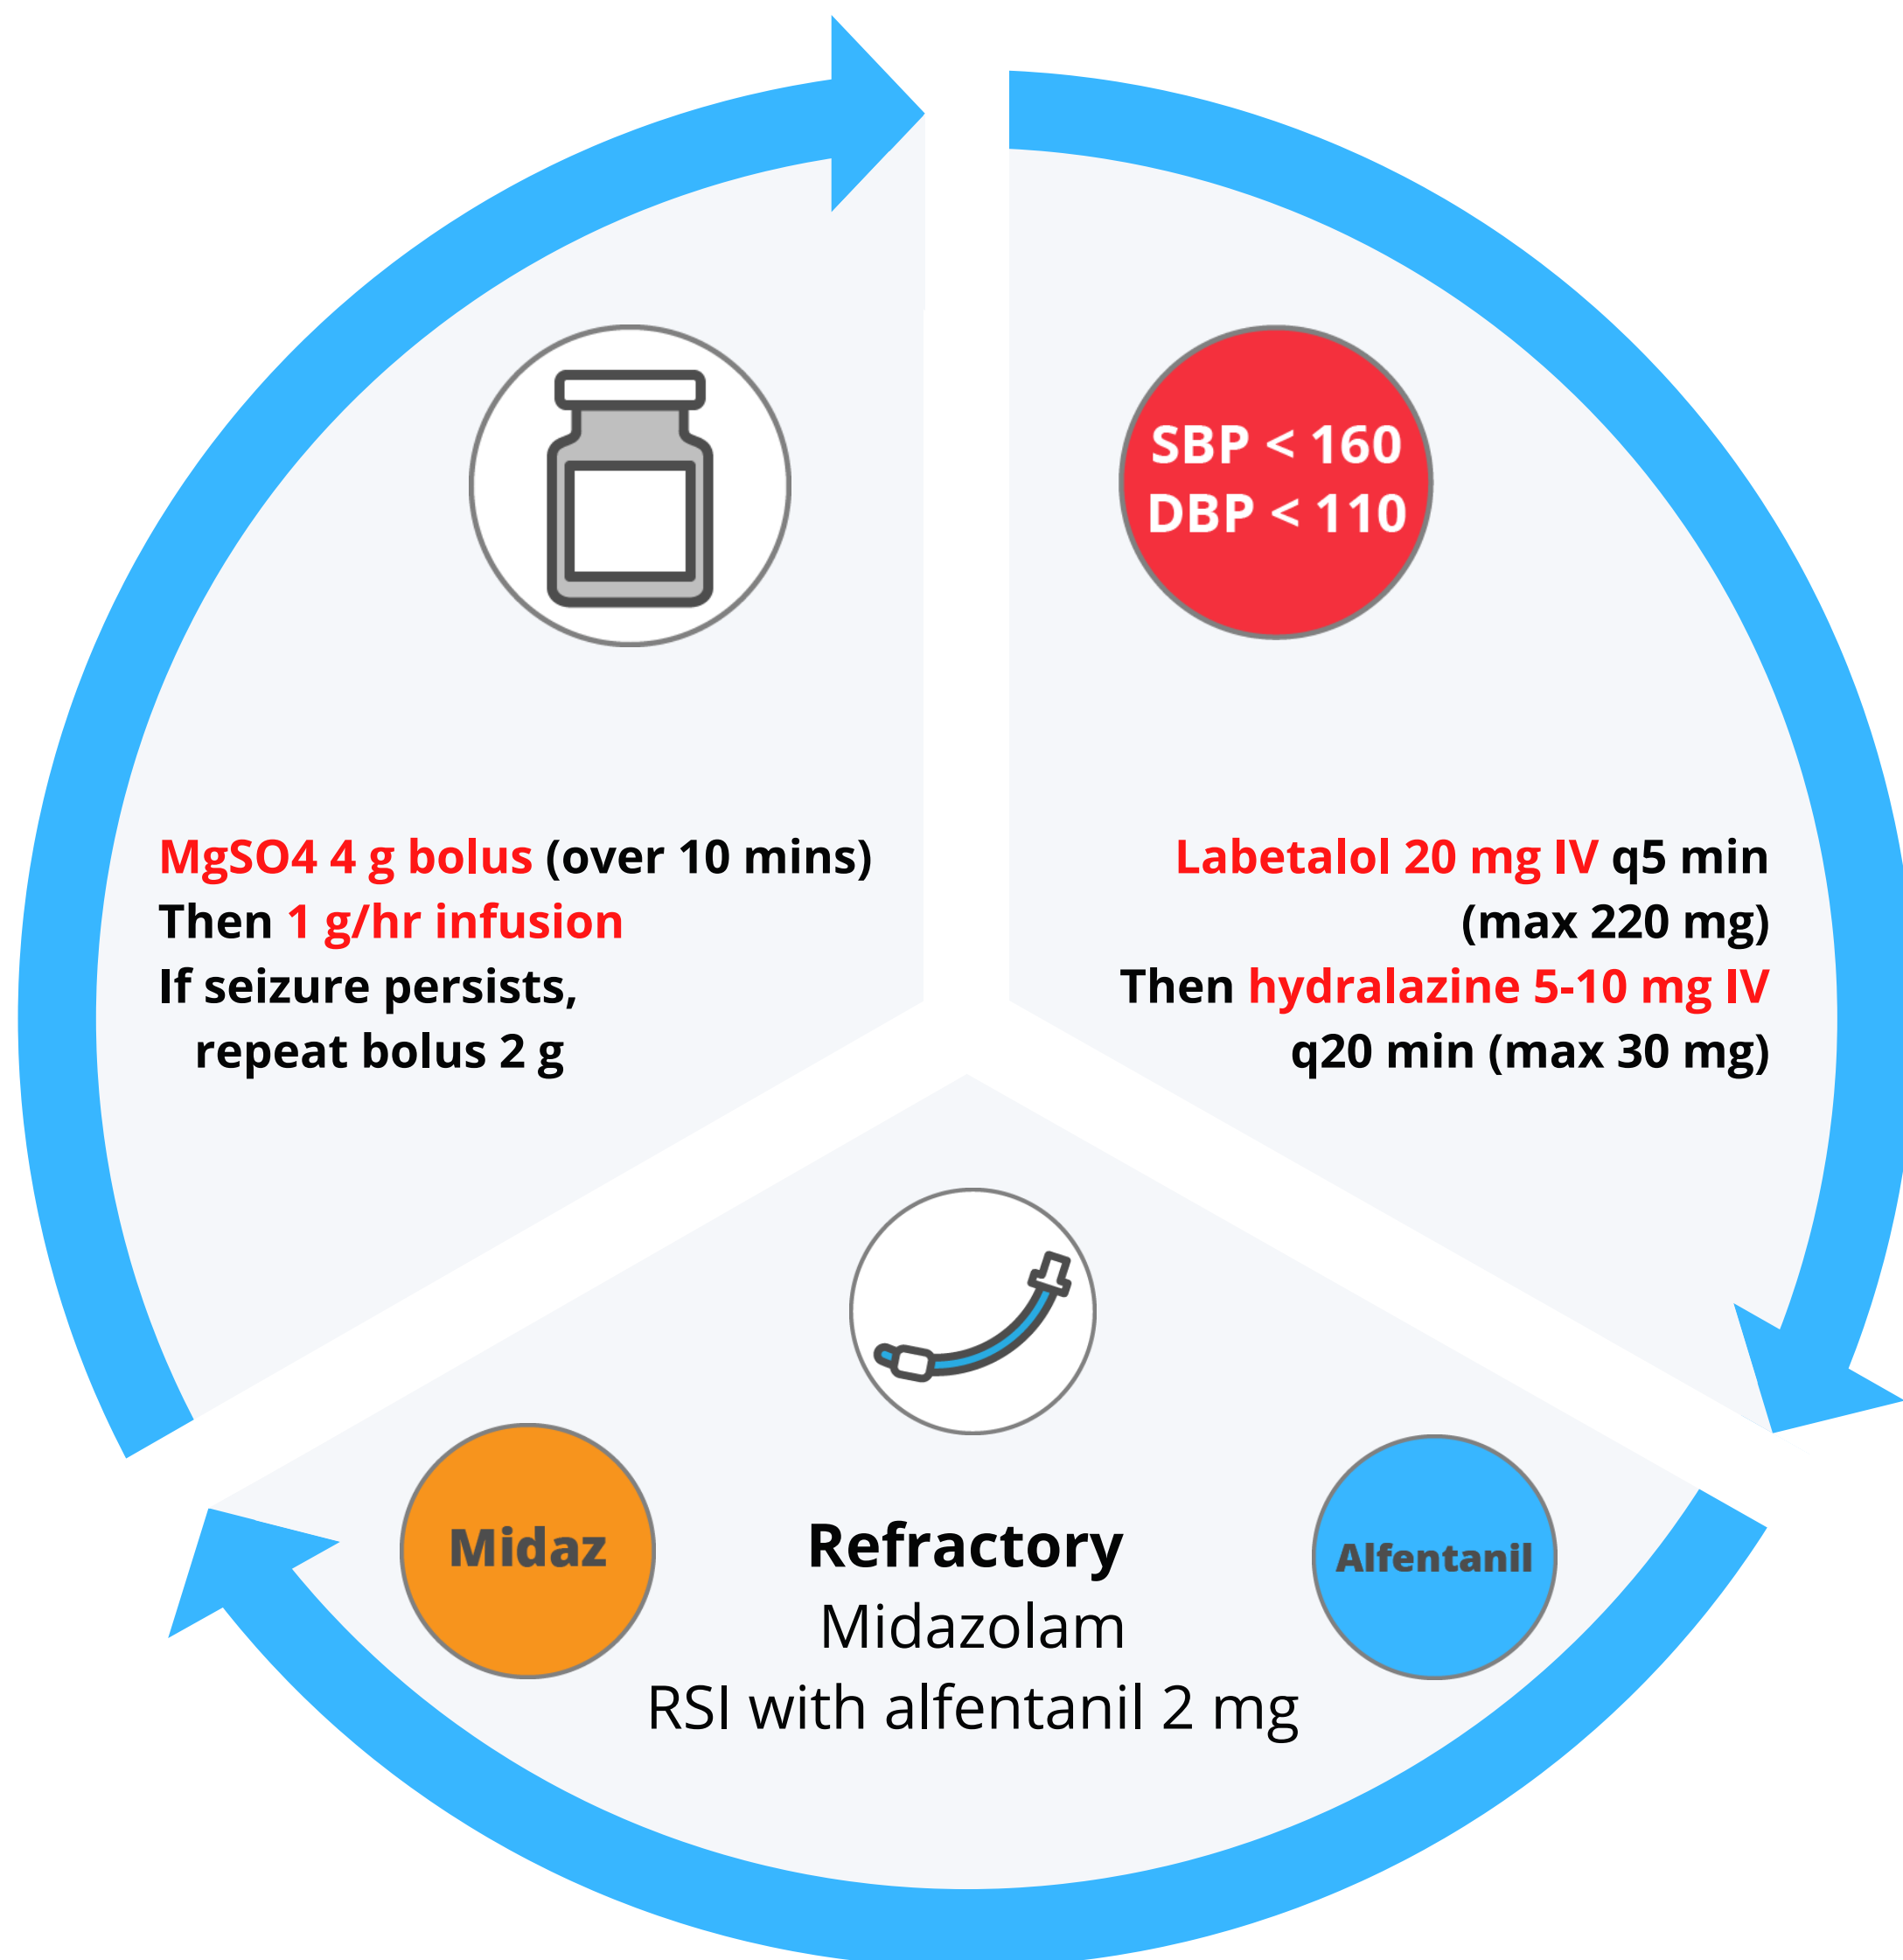 MgSO4 4 g bolus (over 10 mins)
Then 1 g/hr infusion
If seizure persists,
repeat bolus 2 g
SBP < 160
DBP < 110
Labetalol 20 mg IV q5 min
(max 220 mg)
Then hydralazine 5-10 mg IV
q20 min (max 30 mg)
Midaz
Refractory
Midazolam
RSI with alfentanil 2 mg
Alfentanil